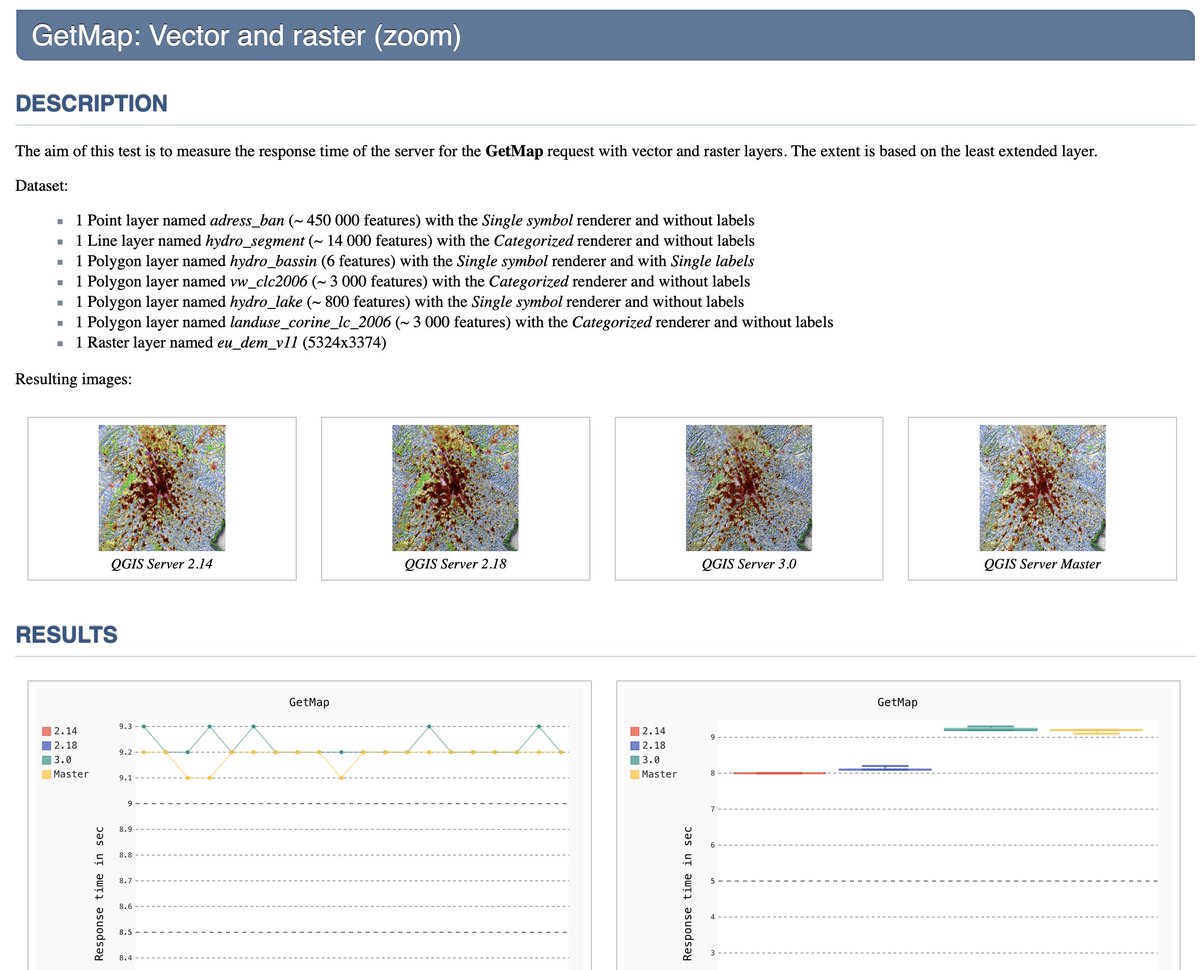 GetMap: Vector and raster (zoom)
DESCRIPTION
The aim of this test is to measure the response time of the server for the GetMap request with vector and raster layers. The extent is based on the least extended layer.
Dataset:
1 Point layer named adress_ban (~ 450 000 features) with the Single symbol renderer and without labels
1 Line layer named hydro_segment (~ 14 000 features) with the Categorized renderer and without labels
1 Polygon layer named hydro_bassin (6 features) with the Single symbol renderer and with Single labels
1 Polygon layer named vw_clc2006 (~ 3 000 features) with the Categorized renderer and without labels
1 Polygon layer named hydro_lake (~ 800 features) with the Single symbol renderer and without labels
1 Polygon layer named landuse_corine_lc_2006 (~ 3 000 features) with the Categorized renderer and without labels
1 Raster layer named eu_dem_v11 (5324x3374)
Resulting images:
QGIS Server 2.14
QGIS Server 2.18
QGIS Server 3.0
QGIS Server Master
RESULTS
GetMap
2.14
2.18
3.0
Master
9.3
9.2
9.1
9
8.9
8.8
8.7
8.6
8.5
8.4
Response time in sec
GetMap
2.14
2.18
3.0
Master
9
8
7
6
5
4
3
Response time in sec